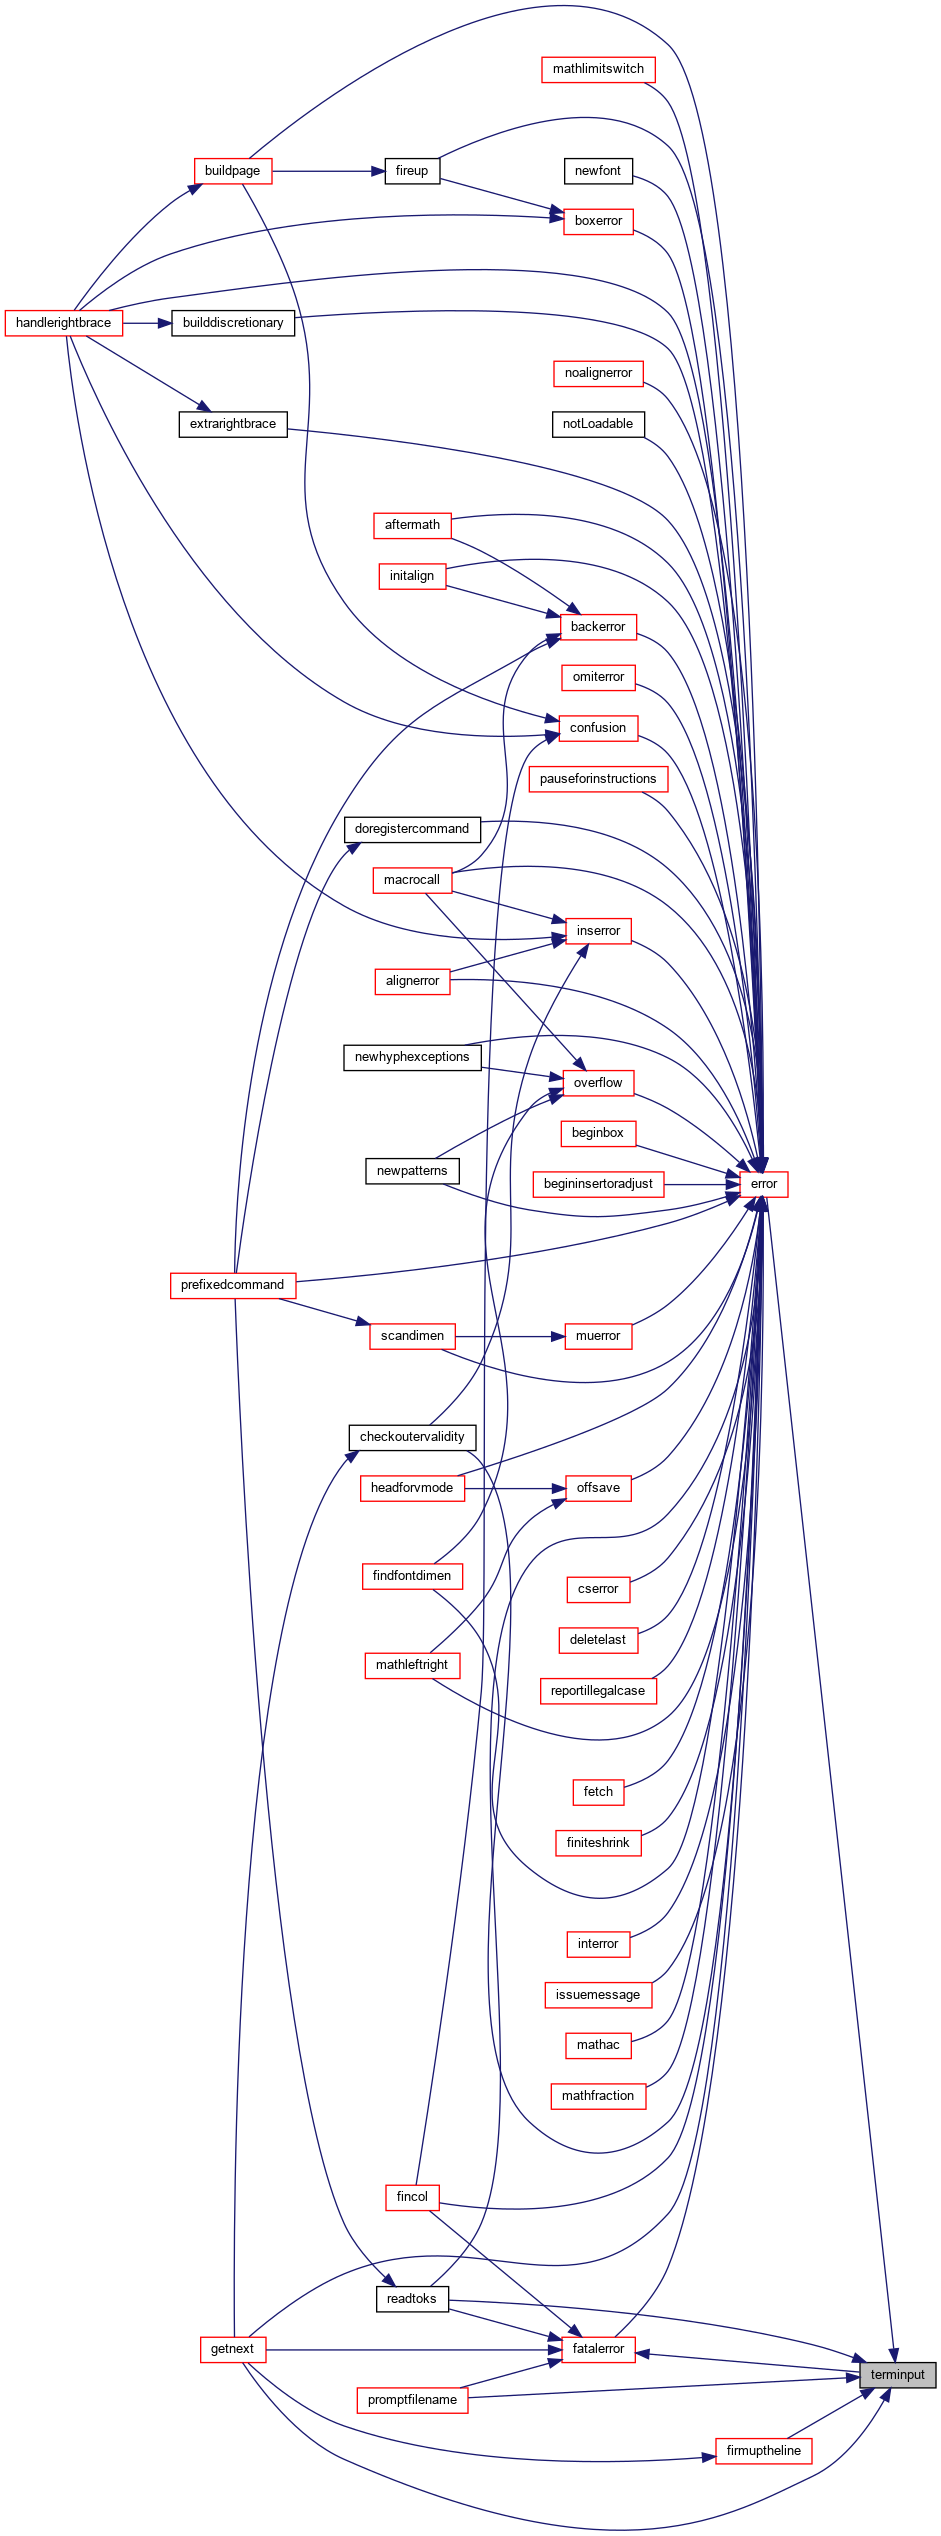 mathlimitswitch
buildpage
fireup
newfont
boxerror
handlerightbrace
builddiscretionary
noalignerror
extrarightbrace
notLoadable
aftermath
initalign
backerror
omiterror
confusion
pauseforinstructions
doregistercommand
macrocall
inserror
alignerror
newhyphexceptions
overflow
beginbox
newpatterns
begininsertoradjust
error
prefixedcommand
scandimen
muerror
checkoutervalidity
headforvmode
offsave
findfontdimen
cserror
deletelast
mathleftright
reportillegalcase
fetch
finiteshrink
interror
issuemessage
mathac
mathfraction
fincol
readtoks
getnext
fatalerror
terminput
promptfilename
firmuptheline